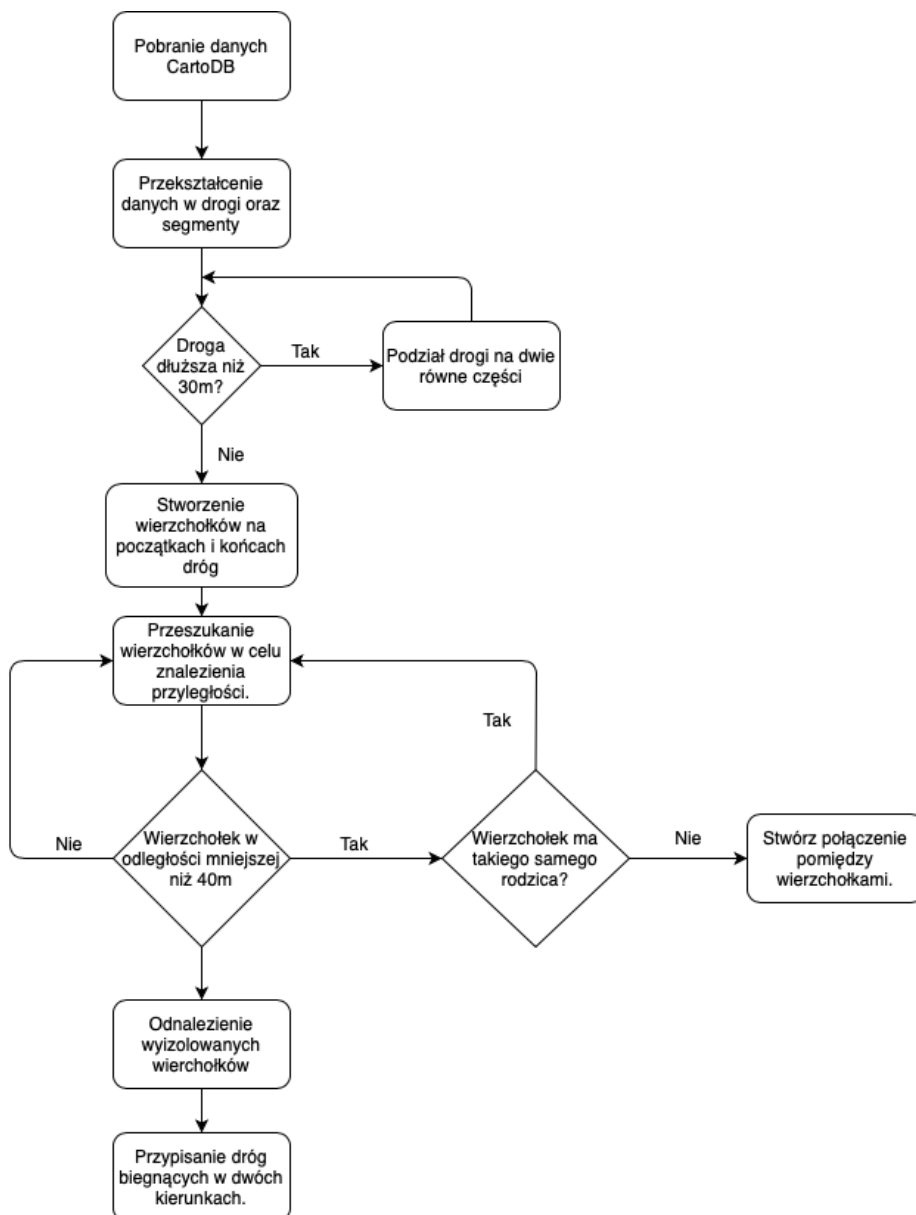 Pobranie danych
CartoDB
Przekształcenie
danych w drogi oraz
segmenty
Droga
dłuższa niż
30m?
Tak
Podział drogi na dwie
równe części
Nie
Stworzenie
wierzchołków na
początkach i końcach
dróg
Przeszukanie
wierzchołków w celu
znalezienia
przyległości.
Tak
Nie
Wierzchołek w
odległości mniejszej
niż 40m
Tak
Wierzchołek ma
takiego samego
rodzica?
Nie
Stwórz połączenie
pomiędzy
wierzchołkami.
Odnalezienie
wyizolowanych
wierchołków
Przypisanie dróg
biegnących w dwóch
kierunkach.